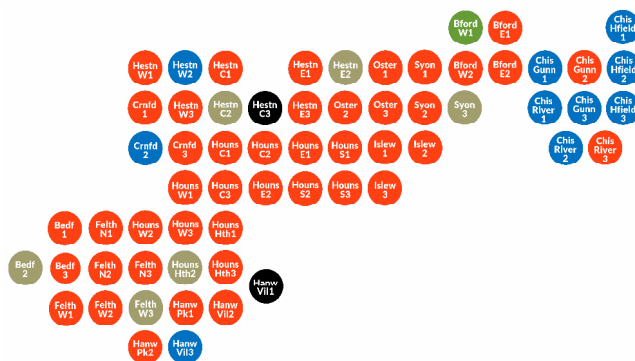 Bford W1
Bford E1
Chis Hfield 1
Hestn W1
Hestn W2
Hestn C1
Hestn E1
Hestn E2
Oster 1
Syon 1
Bford W2
Bford E2
Chis Gunn 1
Chis Gunn 2
Chis Hfield 2
Crnfd 1
Hestn W3
Hestn C2
Hestn C3
Hestn E3
Oster 2
Oster 3
Syon 2
Syon 3
Chis River 1
Chis Gunn 3
Chis Hfield 3
Crnfd 2
Crnfd 3
Houns C1
Houns C2
Houns E1
Houns S1
Islew 1
Islew 2
Chis River 2
Chis River 3
Houns W1
Houns C3
Houns E2
Houns S2
Houns S3
Islew 3
Bedf 1
Felth N1
Houns W2
Houns W3
Houns Hth1
Bedf 2
Bedf 3
Felth N2
Felth N3
Houns Hth2
Houns Hth3
Hanw Vil1
Felth W1
Felth W2
Felth W3
Hanw Pk1
Hanw Vil2
Hanw Pk2
Hanw Vil3